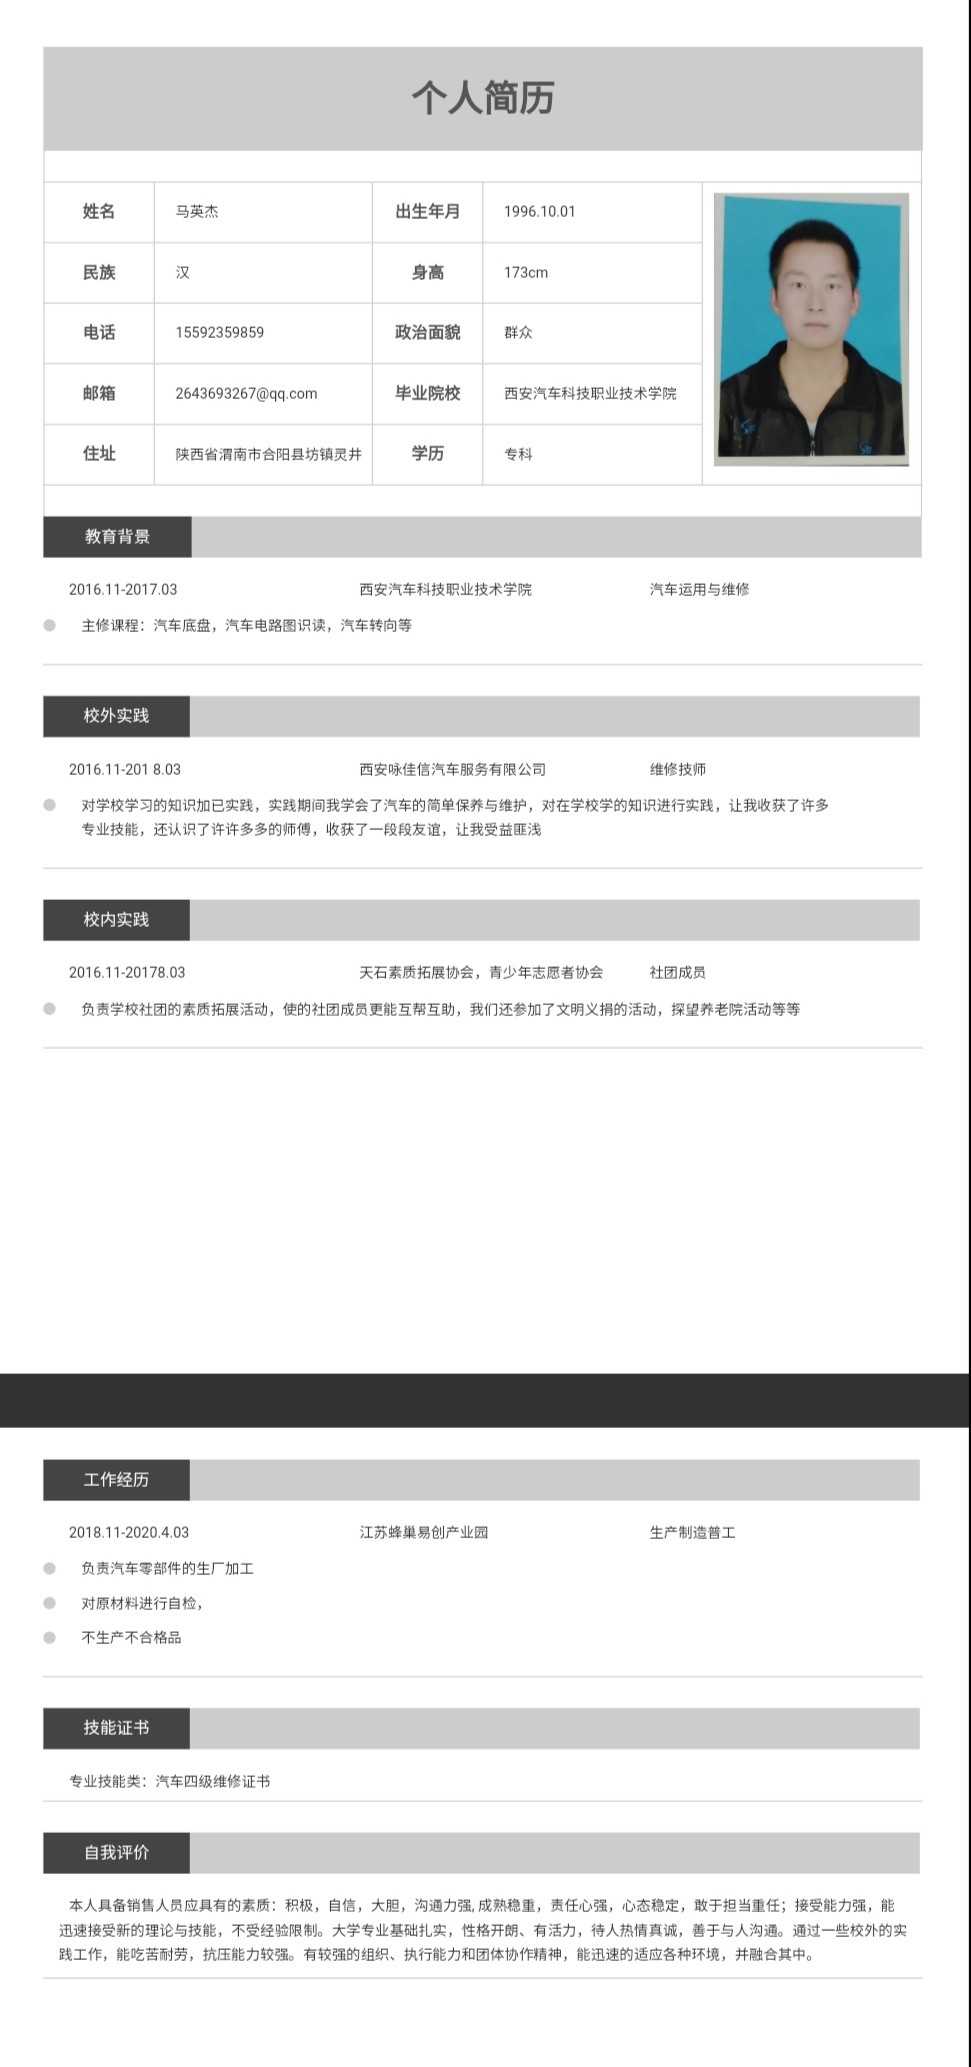 个人简历
姓名 马英杰 出生年月 1996.10.01
民族 汉 身高 173cm
电话 15592359859 政治面貌 群众
邮箱 2643693267@qq.com 毕业院校 西安汽车科技职业技术学院
住址 陕西省渭南市合阳县坊镇灵井 学历 专科
教育背景
2016.11-2017.03 西安汽车科技职业技术学院 汽车运用与维修
主修课程：汽车底盘，汽车电路图识读，汽车转向等
校外实践
2016.11-201 8.03 西安咏佳信汽车服务有限公司 维修技师
对学校学习的知识加已实践，实践期间我学会了汽车的简单保养与维护，对在学校学的知识进行实践，让我收获了许多
专业技能，还认识了许许多多的师傅，收获了一段段友谊，让我受益匪浅
校内实践
2016.11-20178.03 天石素质拓展协会，青少年志愿者协会 社团成员
负责学校社团的素质拓展活动，使的社团成员更能互帮互助，我们还参加了文明义捐的活动，探望养老院活动等等
工作经历
2018.11-2020.4.03 江苏蜂巢易创产业园 生产制造普工
负责汽车零部件的生厂加工
对原材料进行自检，
不生产不合格品
技能证书
专业技能类：汽车四级维修证书
自我评价
本人具备销售人员应具有的素质：积极，自信，大胆，沟通力强,成熟稳重，责任心强，心态稳定，敢于担当重任；接受能力强，能
迅速接受新的理论与技能，不受经验限制。大学专业基础扎实，性格开朗、有活力，待人热情真诚，善于与人沟通。通过一些校外的实
践工作，能吃苦耐劳，抗压能力较强。有较强的组织、执行能力和团体协作精神，能迅速的适应各种环境，并融合其中。